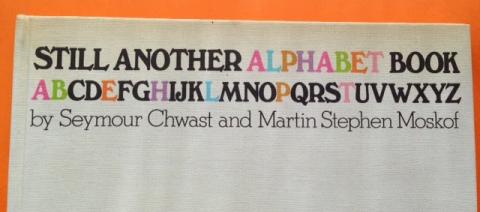 STILL ANOTHER ALPHABET BOOK
ABCDEFGHIJKLMNOPQRSTUVWXYZ
by Seymour Chwast and Martin Stephen Moskof